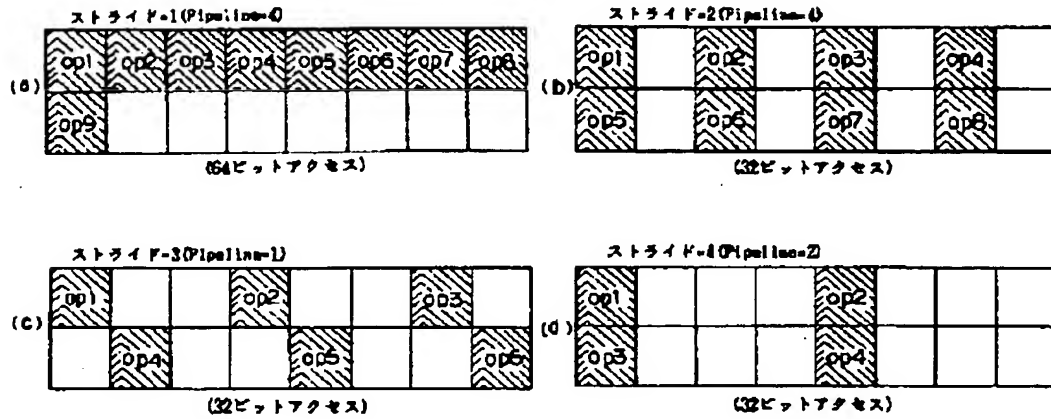 ストライド=1(Pipeline=4)
(a)
op1 op2 op3 op4 op5 op6 op7 op8
op9
(64ビットアクセス)
ストライド=2(Pipeline=4)
(b)
op1 op2 op3 op4
op5 op6 op7 op8
(32ビットアクセス)
ストライド=3(Pipeline=1)
(c)
op1 op2 op3
op4 op5 op6
(32ビットアクセス)
ストライド=4(Pipeline=2)
(d)
op1 op2
op3 op4
(32ビットアクセス)